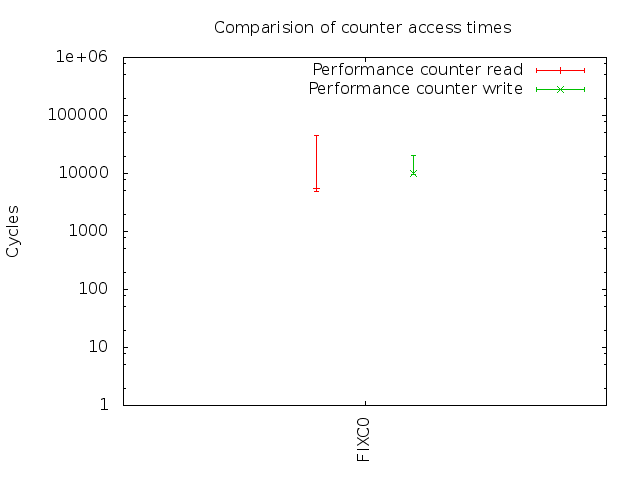 Comparision of counter access times
1e+06
Performance counter read
Performance counter write
100000
10000
1000
100
10
1
Cycles
FIXC0